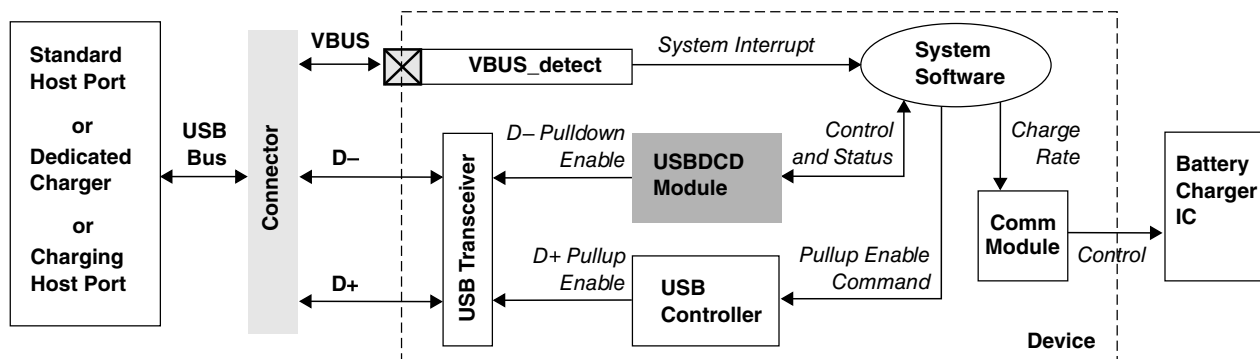 Standard
Host Port
or
Dedicated
Charger
or
Charging
Host Port
USB
Bus
Connector
VBUS
D–
D+
VBUS_detect
System Interrupt
System
Software
USB Transceiver
D– Pulldown
Enable
USBDCD
Module
Control
and Status
Charge
Rate
D+ Pullup
Enable
USB
Controller
Pullup Enable
Command
Comm
Module
Control
Battery
Charger
IC
Device